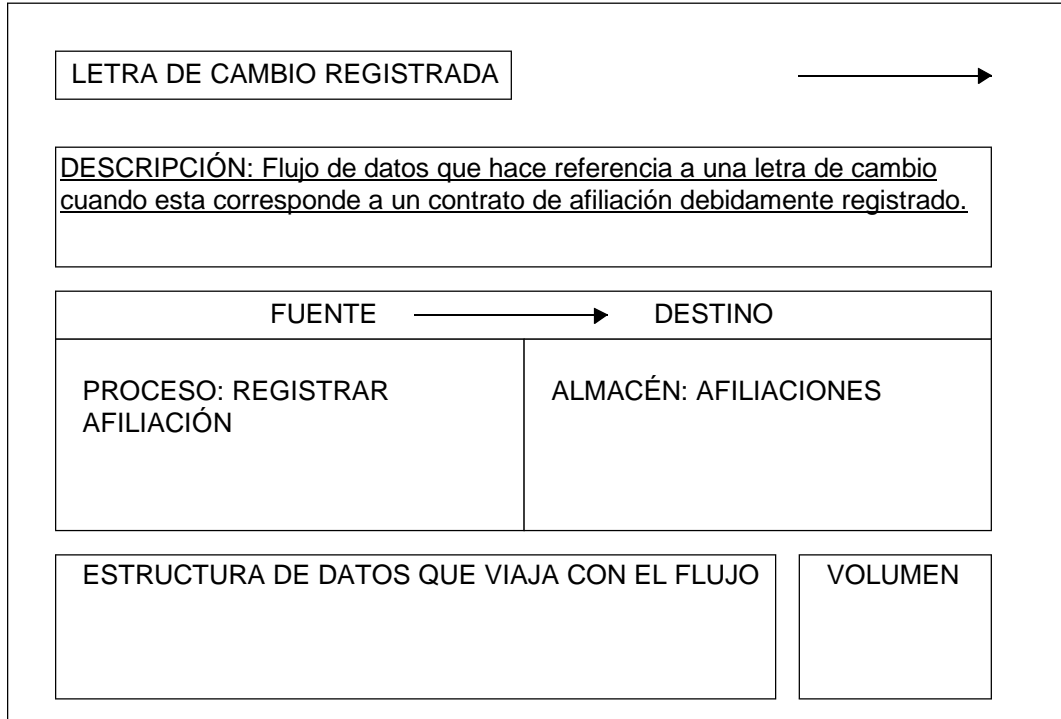 LETRA DE CAMBIO REGISTRADA
DESCRIPCIÓN: Flujo de datos que hace referencia a una letra de cambio
cuando esta corresponde a un contrato de afiliación debidamente registrado.
FUENTE DESTINO
PROCESO: REGISTRAR
AFILIACIÓN
ALMACÉN: AFILIACIONES
ESTRUCTURA DE DATOS QUE VIAJA CON EL FLUJO
VOLUMEN